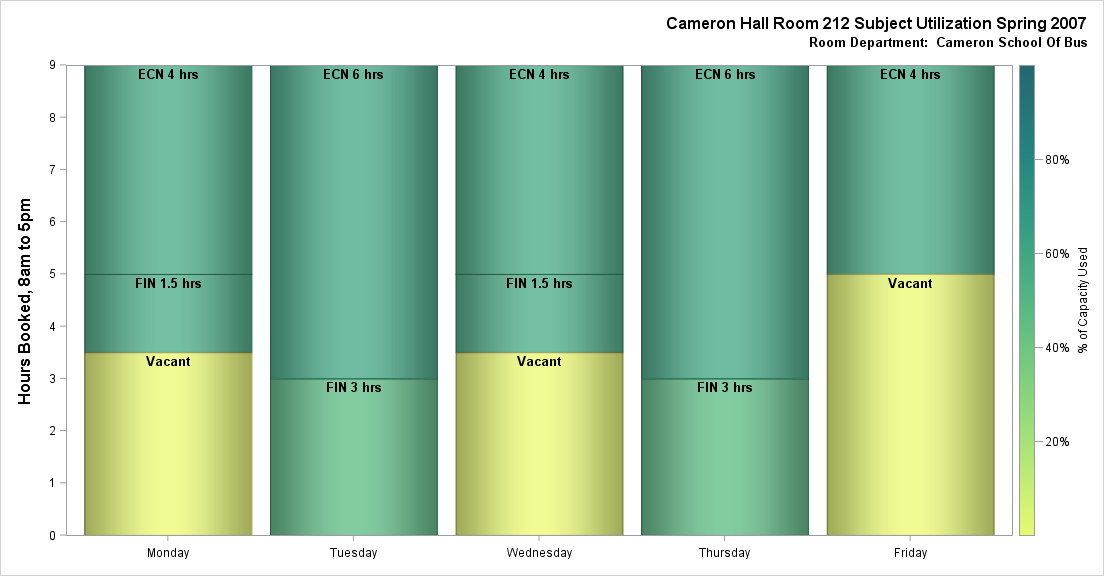 Cameron Hall Room 212 Subject Utilization Spring 2007
Room Department: Cameron School Of Bus
Hours Booked, 8am to 5pm
9
8
7
6
5
4
3
2
1
0
ECN 4 hrs
FIN 1.5 hrs
Vacant
ECN 6 hrs
FIN 3 hrs
ECN 4 hrs
FIN 1.5 hrs
Vacant
ECN 6 hrs
FIN 3 hrs
ECN 4 hrs
Vacant
Monday
Tuesday
Wednesday
Thursday
Friday
80%
60%
40%
20%
% of Capacity Used